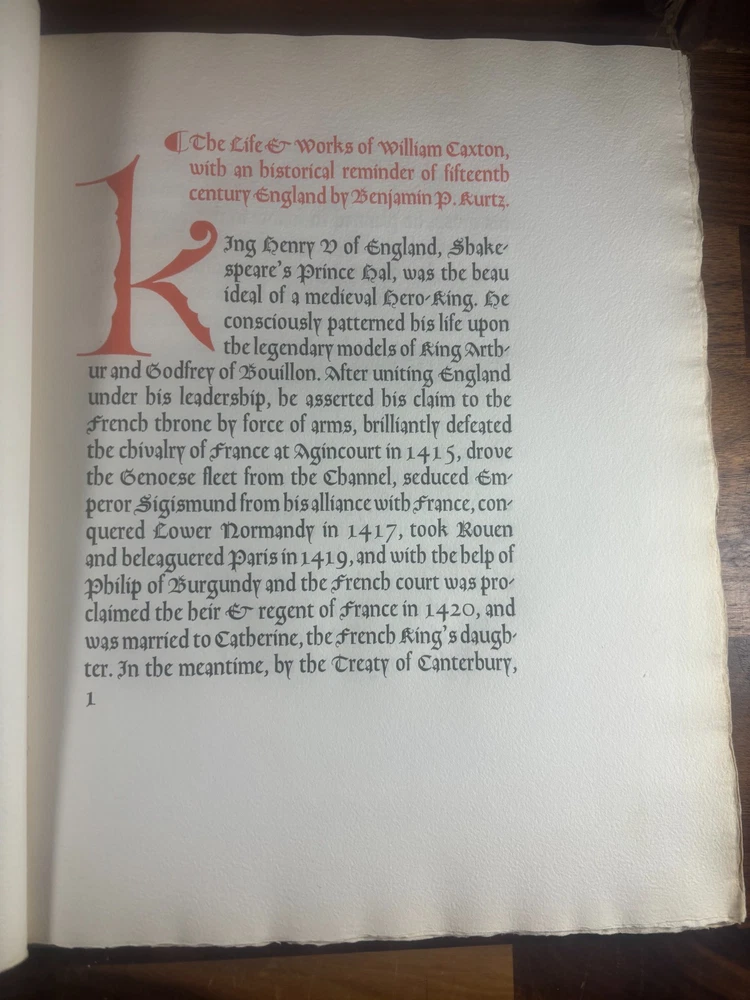 ¶The Life & Works of William Caxton,
with an historical reminder of fifteenth
century England by Benjamin P. Kurtz.
KIng Henry V of England, Shake-
speare's Prince Hal, was the beau
ideal of a medieval Hero-King. He
consciously patterned his life upon
the legendary models of King Arth-
ur and Godfrey of Bouillon. After uniting England
under his leadership, he asserted his claim to the
French throne by force of arms, brilliantly defeated
the chivalry of France at Agincourt in 1415, drove
the Genoese fleet from the Channel, seduced Em-
peror Sigismund from his alliance with France, con-
quered Lower Normandy in 1417, took Rouen
and beleaguered Paris in 1419, and with the help of
Philip of Burgundy and the French court was pro-
claimed the heir & regent of France in 1420, and
was married to Catherine, the French King's daugh-
ter. In the meantime, by the Treaty of Canterbury,
1